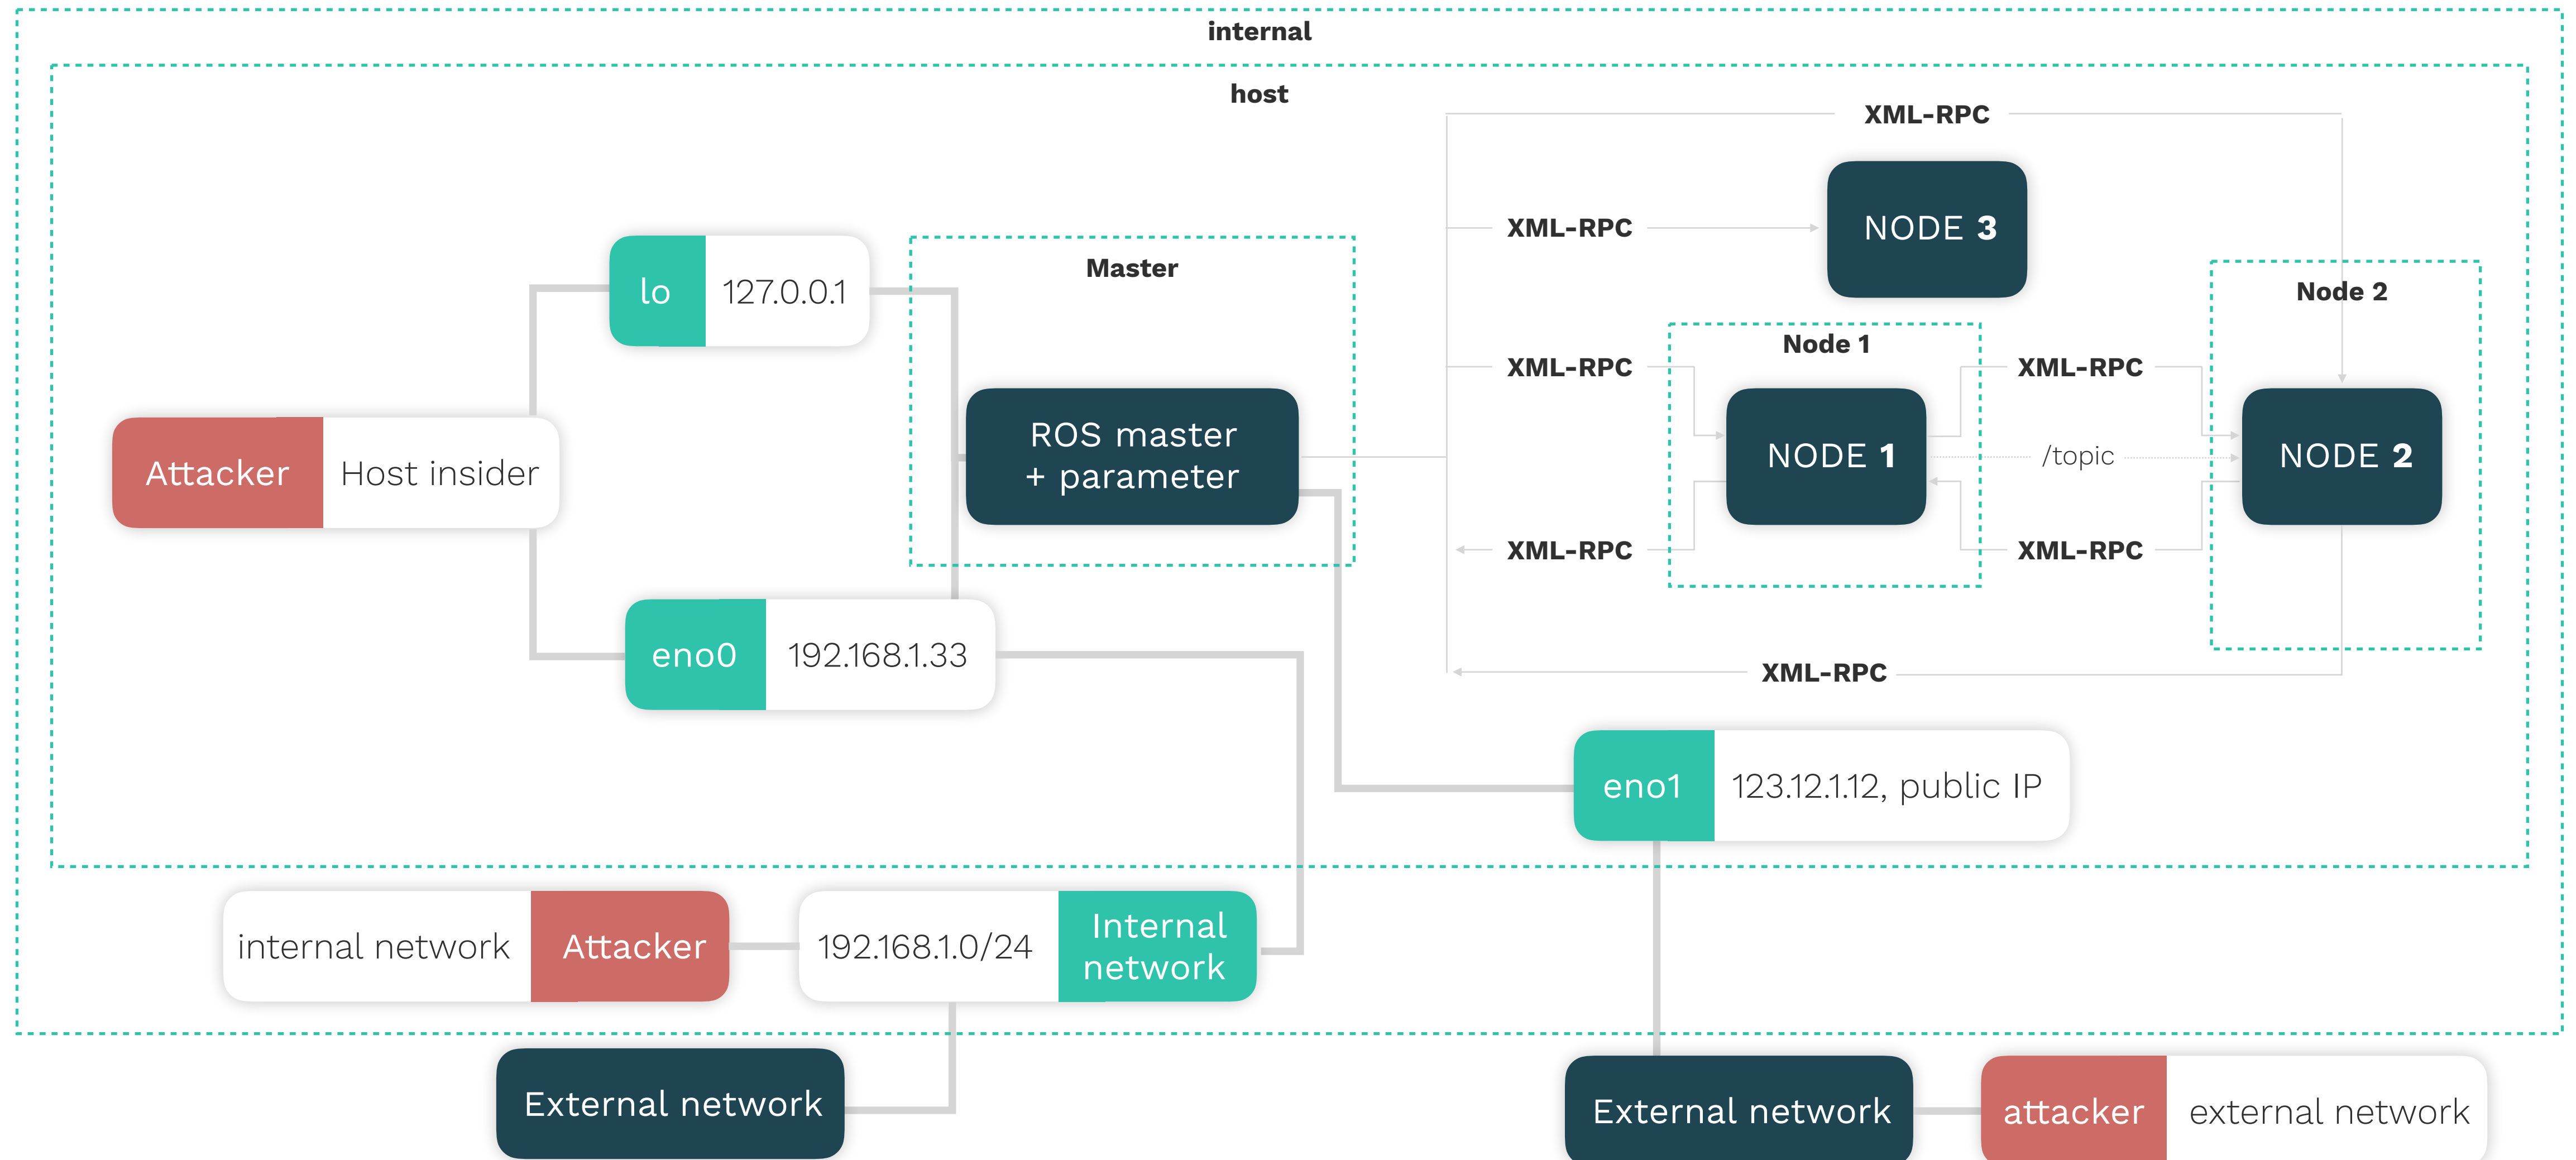 internal
host
XML-RPC
XML-RPC
NODE 3
lo
127.0.0.1
Master
Node 2
Node 1
XML-RPC
XML-RPC
Attacker
Host insider
ROS master
+ parameter
NODE 1
/topic
NODE 2
XML-RPC
XML-RPC
eno0
192.168.1.33
XML-RPC
eno1
123.12.1.12, public IP
internal network
Attacker
192.168.1.0/24
Internal
network
External network
External network
attacker
external network